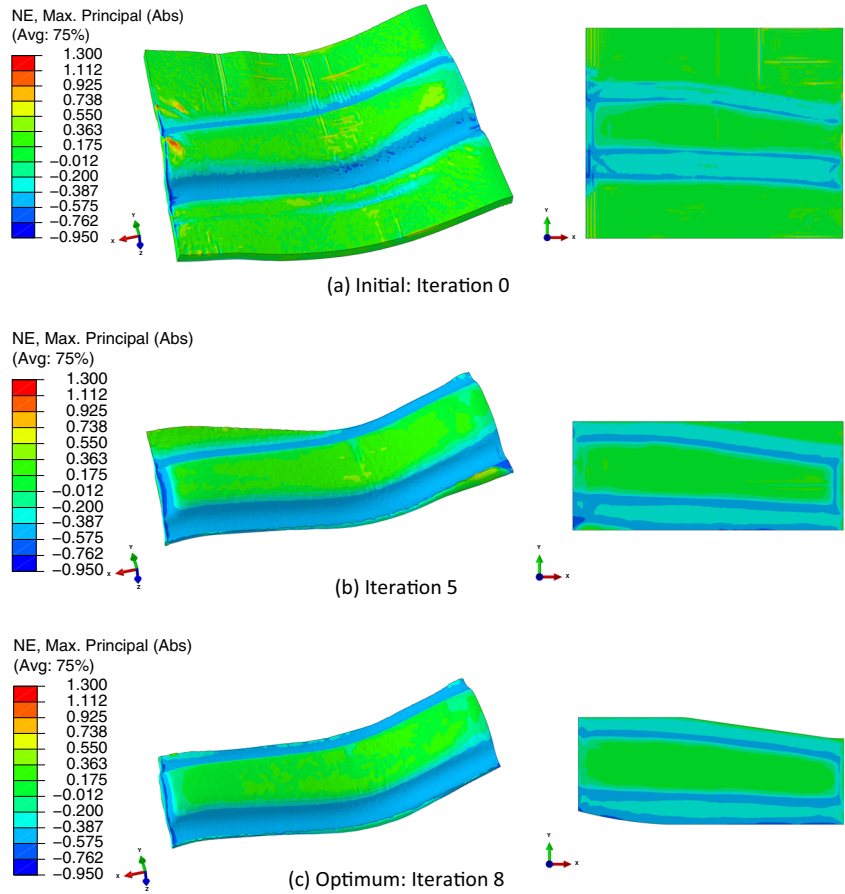 NE, Max. Principal (Abs)
(Avg: 75%)
1.300
1.112
0.925
0.738
0.550
0.363
0.175
−0.012
−0.200
−0.387
−0.575
−0.762
−0.950
Y
X
Z
Y
X
(a) Initial: Iteration 0
NE, Max. Principal (Abs)
(Avg: 75%)
1.300
1.112
0.925
0.738
0.550
0.363
0.175
−0.012
−0.200
−0.387
−0.575
−0.762
−0.950
Y
X
Z
Y
X
(b) Iteration 5
NE, Max. Principal (Abs)
(Avg: 75%)
1.300
1.112
0.925
0.738
0.550
0.363
0.175
−0.012
−0.200
−0.387
−0.575
−0.762
−0.950
Y
X
Z
Y
X
(c) Optimum: Iteration 8